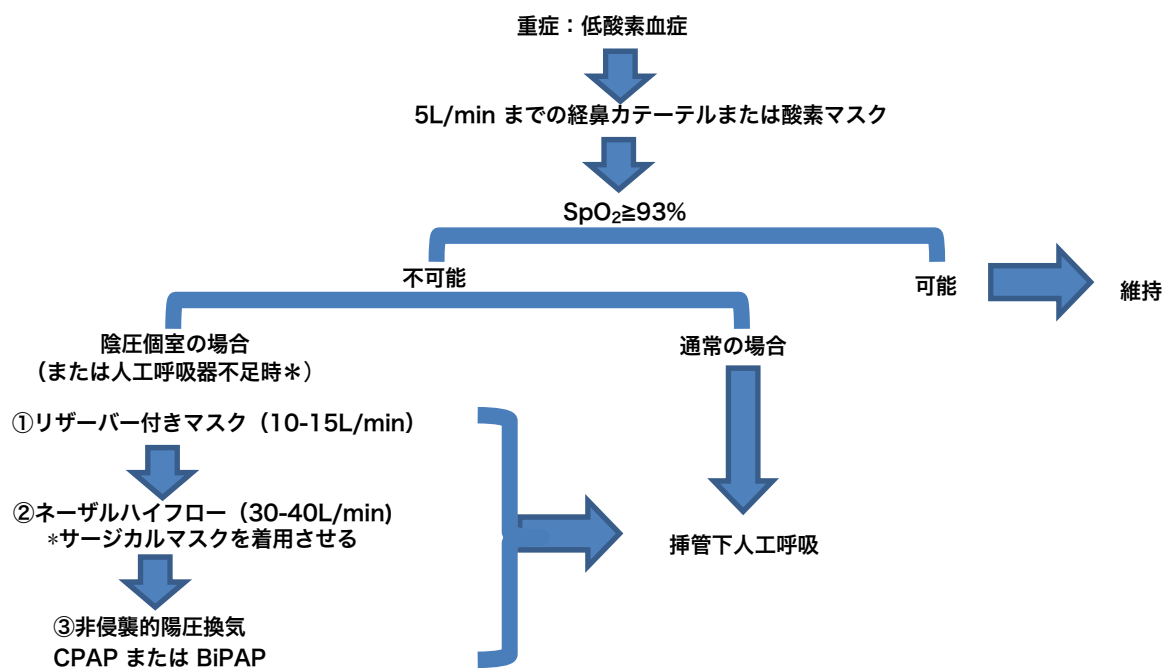 重症：低酸素血症
5L/min までの経鼻カテーテルまたは酸素マスク
SpO₂≧93%
不可能
可能
維持
陰圧個室の場合
（または人工呼吸器不足時＊）
通常の場合
①リザーバー付きマスク（10-15L/min）
②ネーザルハイフロー（30-40L/min)
*サージカルマスクを着用させる
挿管下人工呼吸
③非侵襲的陽圧換気
CPAP または BiPAP